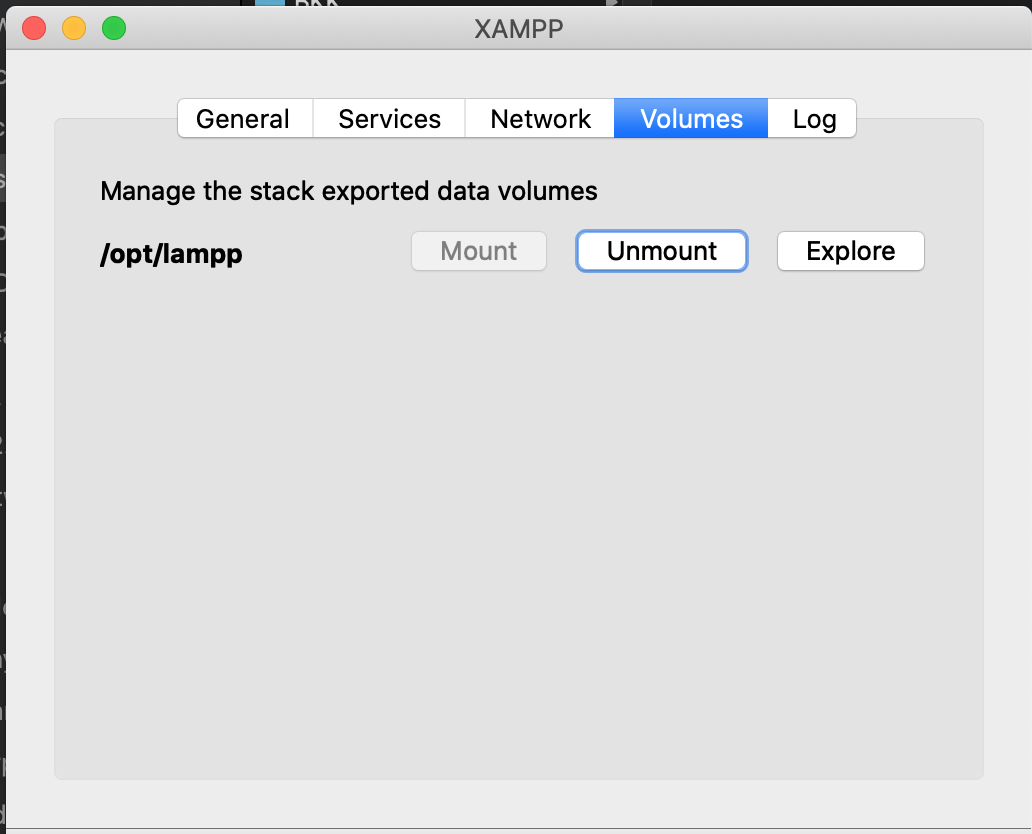 XAMPP
General Services Network Volumes Log
Manage the stack exported data volumes
/opt/lampp Mount Unmount Explore